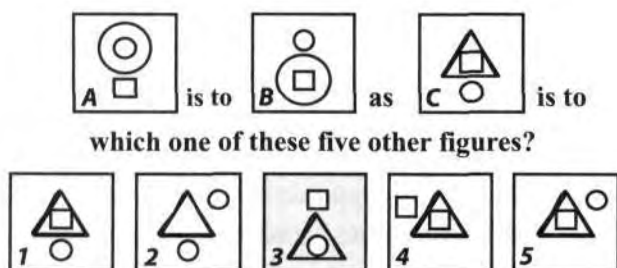 A is to B as C is to
which one of these five other figures?
1 2 3 4 5